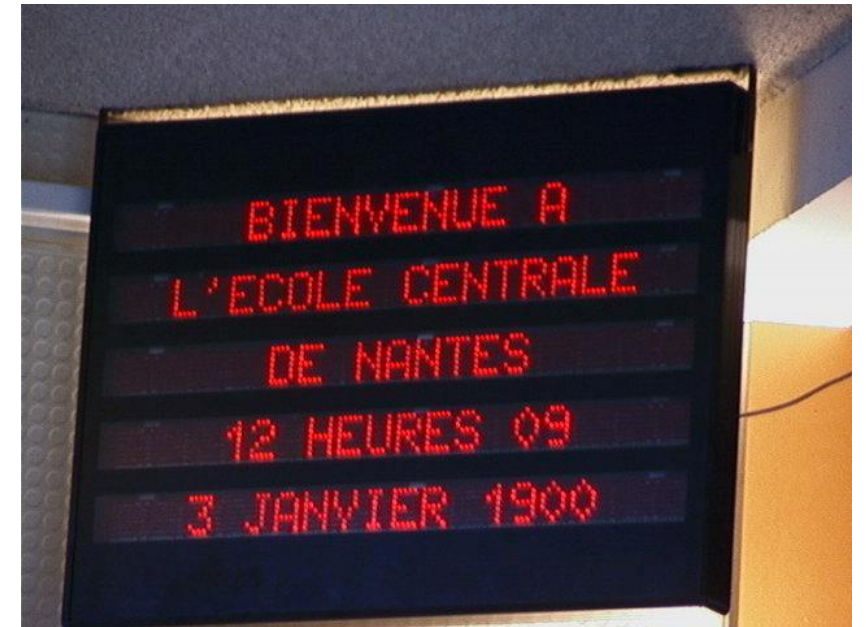 BIENVENUE A
L'ECOLE CENTRALE
DE NANTES
12 HEURES 09
3 JANVIER 1900